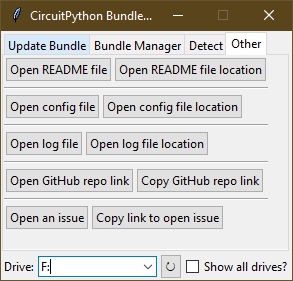 CircuitPython Bundle...
Update Bundle Bundle Manager Detect Other
Open README file Open README file location
Open config file Open config file location
Open log file Open log file location
Open GitHub repo link Copy GitHub repo link
Open an issue Copy link to open issue
Drive: F: Show all drives?